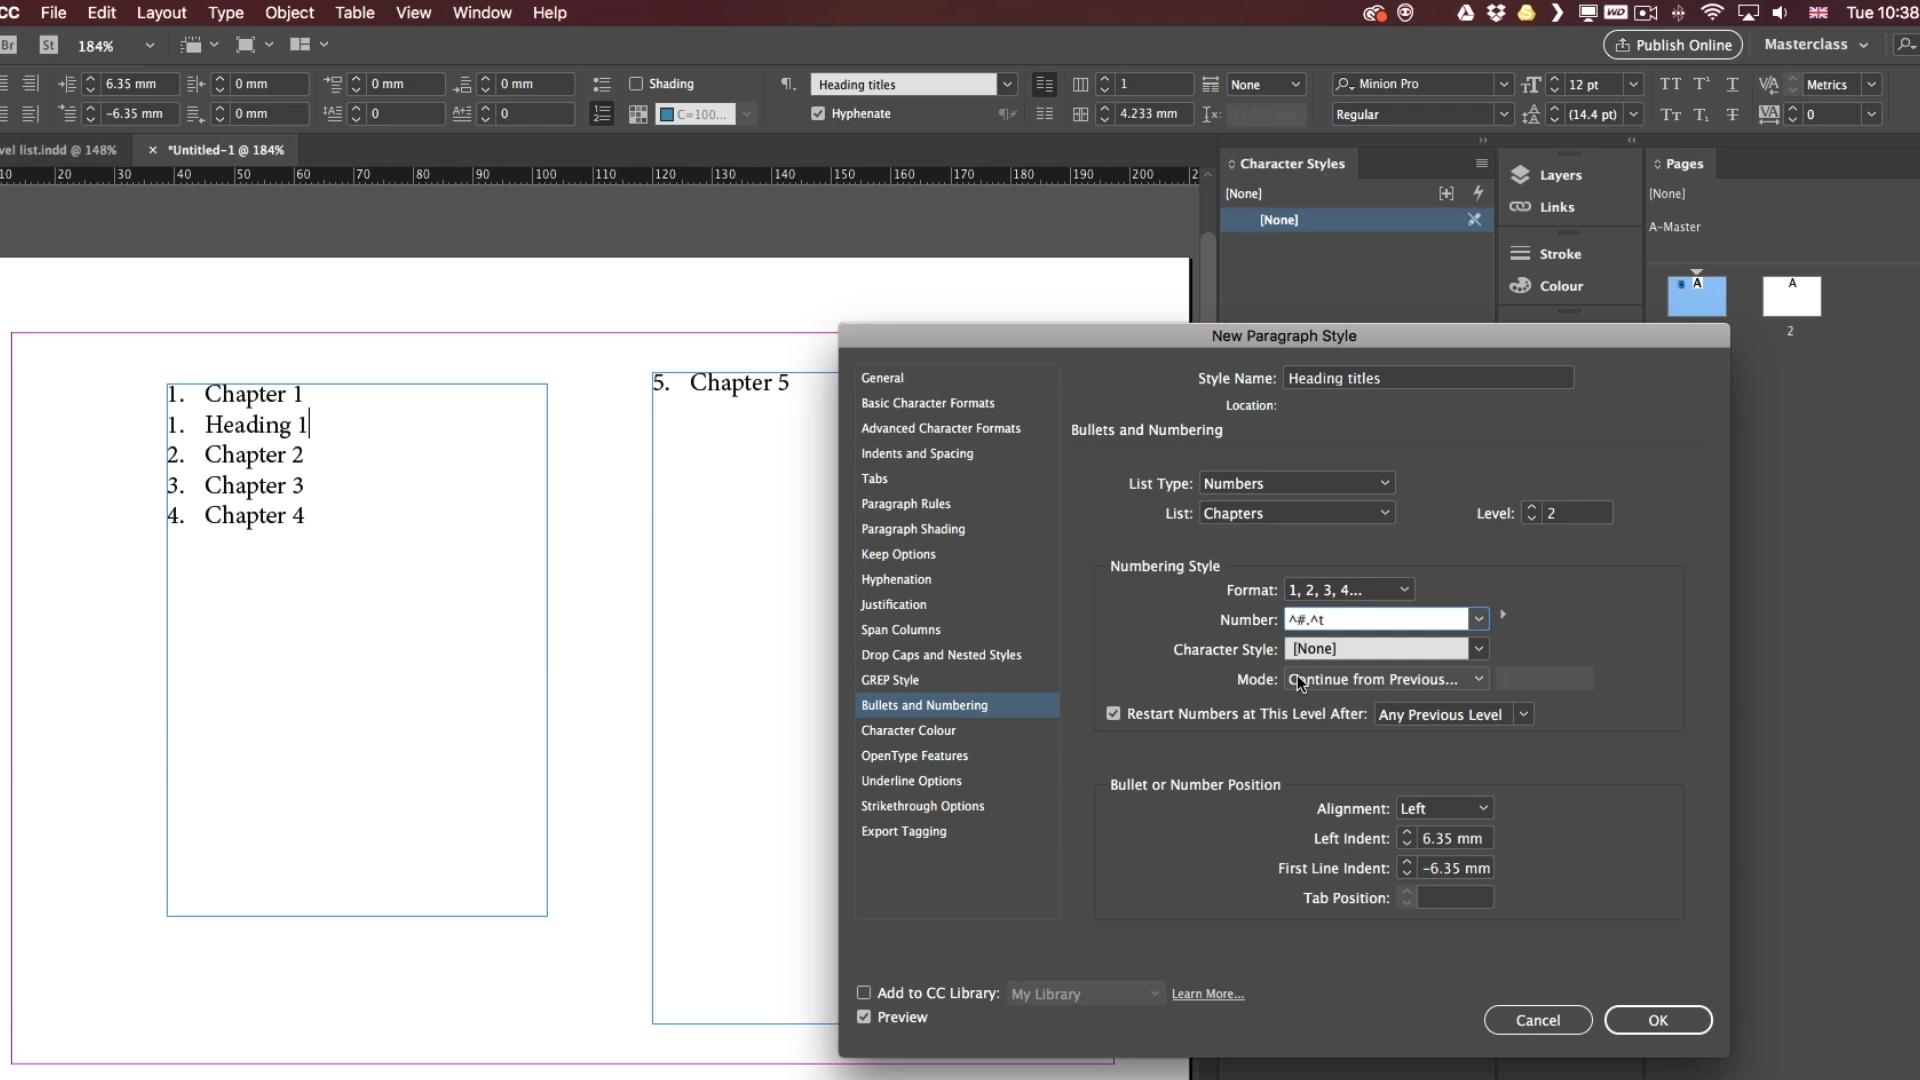 CC File Edit Layout Type Object Table View Window Help Tue 10:38
Br St 184% Publish Online Masterclass
6.35 mm 0 mm 0 mm 0 mm Shading Heading titles 1 None Minion Pro 12 pt Metrics
-6.35 mm 0 mm 0 0 C=100... Hyphenate 4.233 mm Regular (14.4 pt) 0
vel list.indd @ 148% × *Untitled-1 @ 184%
10 20 30 40 50 60 70 80 90 100 110 120 130 140 150 160 170 180 190 200 2
Character Styles
[None]
[None]
Layers
Links
Stroke
Colour
Pages
[None]
A-Master
A
A
2
1. Chapter 1
1. Heading 1
2. Chapter 2
3. Chapter 3
4. Chapter 4
5. Chapter 5
New Paragraph Style
General
Basic Character Formats
Advanced Character Formats
Indents and Spacing
Tabs
Paragraph Rules
Paragraph Shading
Keep Options
Hyphenation
Justification
Span Columns
Drop Caps and Nested Styles
GREP Style
Bullets and Numbering
Character Colour
OpenType Features
Underline Options
Strikethrough Options
Export Tagging
Style Name: Heading titles
Location:
Bullets and Numbering
List Type: Numbers
List: Chapters Level: 2
Numbering Style
Format: 1, 2, 3, 4...
Number: ^#.^t
Character Style: [None]
Mode: Continue from Previous...
Restart Numbers at This Level After: Any Previous Level
Bullet or Number Position
Alignment: Left
Left Indent: 6.35 mm
First Line Indent: -6.35 mm
Tab Position:
Add to CC Library: My Library Learn More...
Preview
Cancel OK